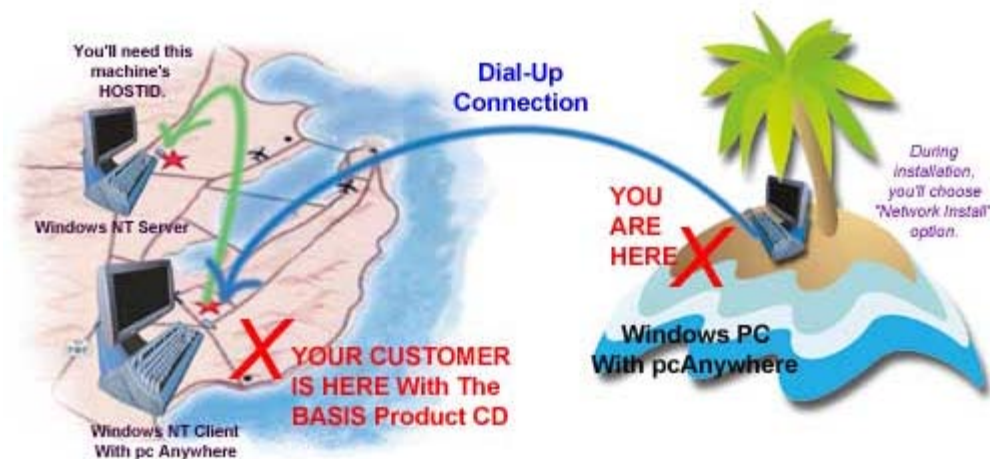 You'll need this
machine's
HOSTID.
Windows NT Server
Dial-Up
Connection
During
installation,
you'll choose
"Network Install"
option.
YOU
ARE
HERE
X
Windows PC
With pcAnywhere
X
YOUR CUSTOMER
IS HERE With The
BASIS Product CD
Windows NT Client
With pc Anywhere